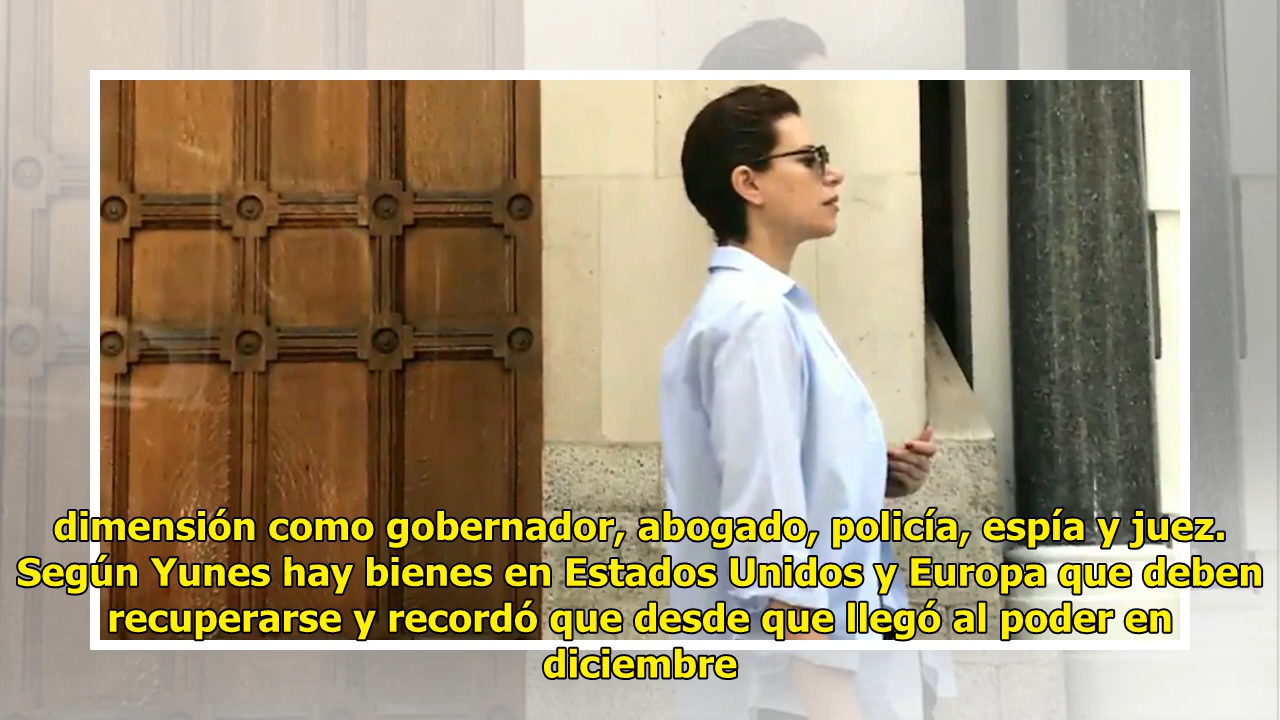 dimensión como gobernador, abogado, policía, espía y juez.
Según Yunes hay bienes en Estados Unidos y Europa que deben
recuperarse y recordó que desde que llegó al poder en
diciembre